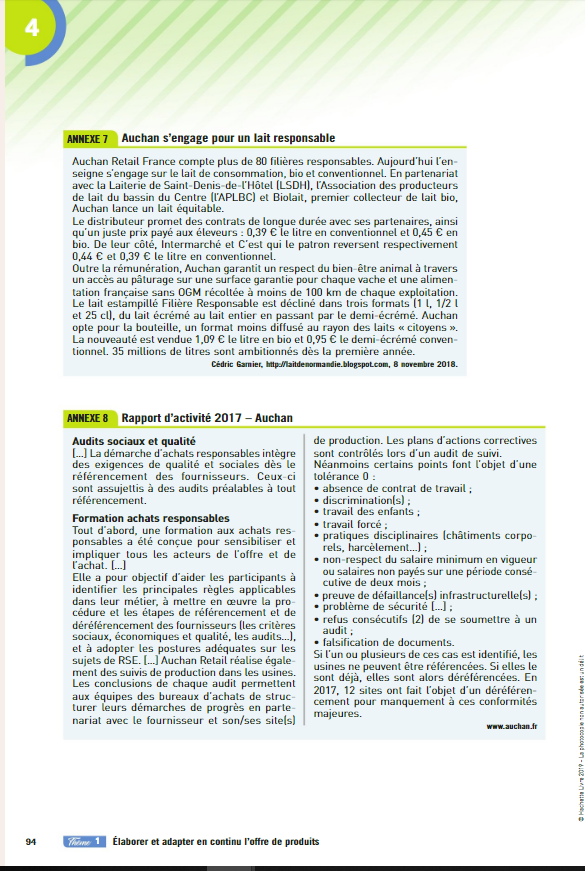 4
ANNEXE 7 Auchan s'engage pour un lait responsable
Auchan Retail France compte plus de 80 filières responsables. Aujourd'hui l'en-
seigne s'engage sur le lait de consommation, bio et conventionnel. En partenariat
avec la Laiterie de Saint-Denis-de-l'Hôtel (LSDH), l'Association des producteurs
de lait du bassin du Centre (l'APLBC) et Biolait, premier collecteur de lait bio,
Auchan lance un lait équitable.
Le distributeur promet des contrats de longue durée avec ses partenaires, ainsi
qu'un juste prix payé aux éleveurs : 0,39 € le litre en conventionnel et 0,45 € en
bio. De leur côté, Intermarché et C'est qui le patron reversent respectivement
0,44 € et 0,39 € le litre en conventionnel.
Outre la rémunération, Auchan garantit un respect du bien-être animal à travers
un accès au pâturage sur une surface garantie pour chaque vache et une alimen-
tation française sans OGM récoltée à moins de 100 km de chaque exploitation.
Le lait estampillé Filière Responsable est décliné dans trois formats (1 l, 1/2 l
et 25 cl), du lait écrémé au lait entier en passant par le demi-écrémé. Auchan
opte pour la bouteille, un format moins diffusé au rayon des laits « citoyens ».
La nouveauté est vendue 1,09 € le litre en bio et 0,95 € le demi-écrémé conven-
tionnel. 35 millions de litres sont ambitionnés dès la première année.
Cédric Garnier, http://laitdenormandie.blogspot.com, 8 novembre 2018.
ANNEXE 8 Rapport d'activité 2017 – Auchan
Audits sociaux et qualité
[...] La démarche d'achats responsables intègre
des exigences de qualité et sociales dès le
référencement des fournisseurs. Ceux-ci
sont assujettis à des audits préalables à tout
référencement.
Formation achats responsables
Tout d'abord, une formation aux achats res-
ponsables a été conçue pour sensibiliser et
impliquer tous les acteurs de l'offre et de
l'achat. [...]
Elle a pour objectif d'aider les participants à
identifier les principales règles applicables
dans leur métier, à mettre en œuvre la pro-
cédure et les étapes de référencement et de
déréférencement des fournisseurs (les critères
sociaux, économiques et qualité, les audits...),
et à adopter les postures adéquates sur les
sujets de RSE. [...] Auchan Retail réalise égale-
ment des suivis de production dans les usines.
Les conclusions de chaque audit permettent
aux équipes des bureaux d'achats de struc-
turer leurs démarches de progrès en parte-
nariat avec le fournisseur et son/ses site(s)
de production. Les plans d'actions correctives
sont contrôlés lors d'un audit de suivi.
Néanmoins certains points font l'objet d'une
tolérance 0 :
• absence de contrat de travail ;
• discrimination(s) ;
• travail des enfants ;
• travail forcé ;
• pratiques disciplinaires (châtiments corpo-
rels, harcèlement...) ;
• non-respect du salaire minimum en vigueur
ou salaires non payés sur une période consé-
cutive de deux mois ;
• preuve de défaillance(s) infrastructurelle(s) ;
• problème de sécurité [...] ;
• refus consécutifs (2) de se soumettre à un
audit ;
• falsification de documents.
Si l'un ou plusieurs de ces cas est identifié, les
usines ne peuvent être référencées. Si elles le
sont déjà, elles sont alors déréférencées. En
2017, 12 sites ont fait l'objet d'un déréféren-
cement pour manquement à ces conformités
majeures.
www.auchan.fr
© Hachette Livre 2019 – La photocopie non autorisée est un délit
94 Thème 1 Élaborer et adapter en continu l'offre de produits